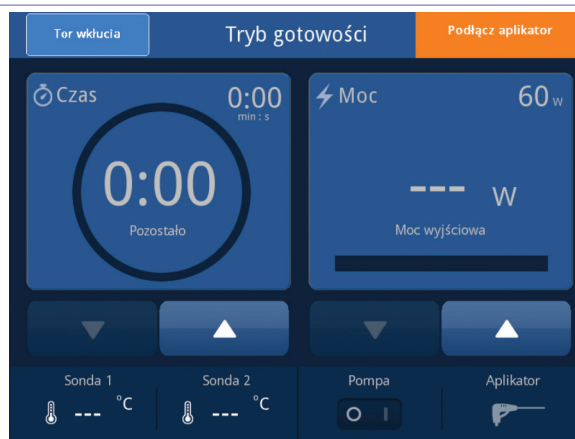 Tor wkłucia
Tryb gotowości
Podłącz aplikator
Czas
0:00
min : s
0:00
Pozostało
Moc
60 w
--- W
Moc wyjściowa
Sonda 1
--- °C
Sonda 2
--- °C
Pompa
O I
Aplikator